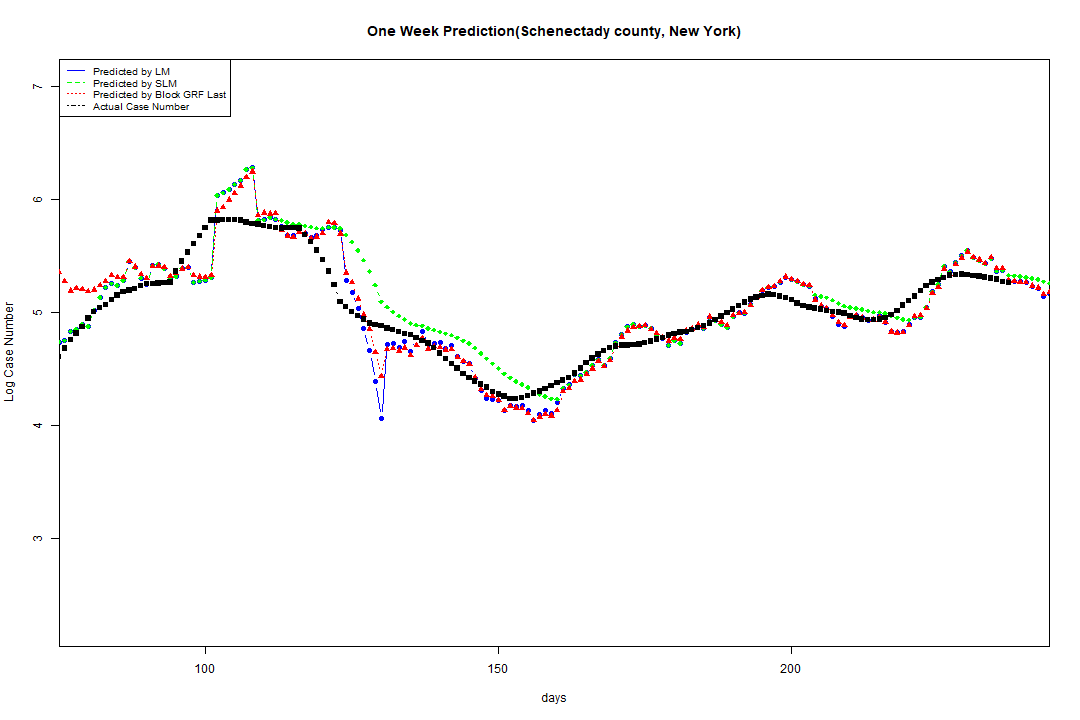 One Week Prediction(Schenectady county, New York)
Predicted by LM
Predicted by SLM
Predicted by Block GRF Last
Actual Case Number
7
6
5
4
3
Log Case Number
100 150 200
days